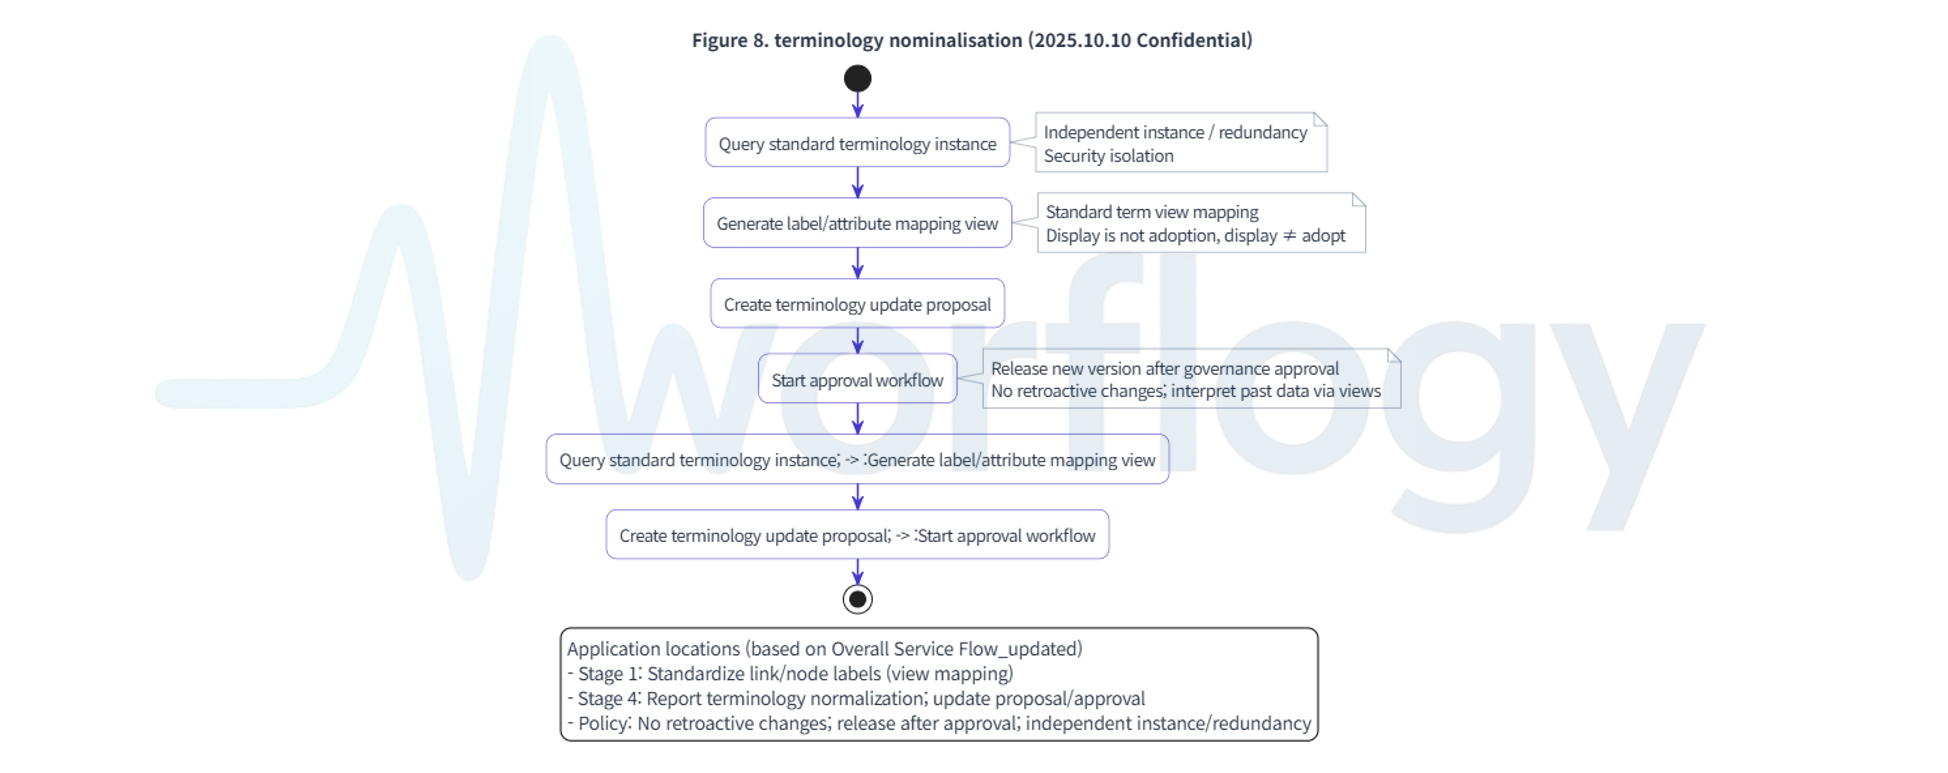 Figure 8. terminology nominalisation (2025.10.10 Confidential)
Query standard terminology instance
Independent instance / redundancy
Security isolation
Generate label/attribute mapping view
Standard term view mapping
Display is not adoption, display ≠ adopt
Create terminology update proposal
Start approval workflow
Release new version after governance approval
No retroactive changes; interpret past data via views
Query standard terminology instance; -> :Generate label/attribute mapping view
Create terminology update proposal; -> :Start approval workflow
Application locations (based on Overall Service Flow_updated)
- Stage 1: Standardize link/node labels (view mapping)
- Stage 4: Report terminology normalization; update proposal/approval
- Policy: No retroactive changes; release after approval; independent instance/redundancy
worflogy